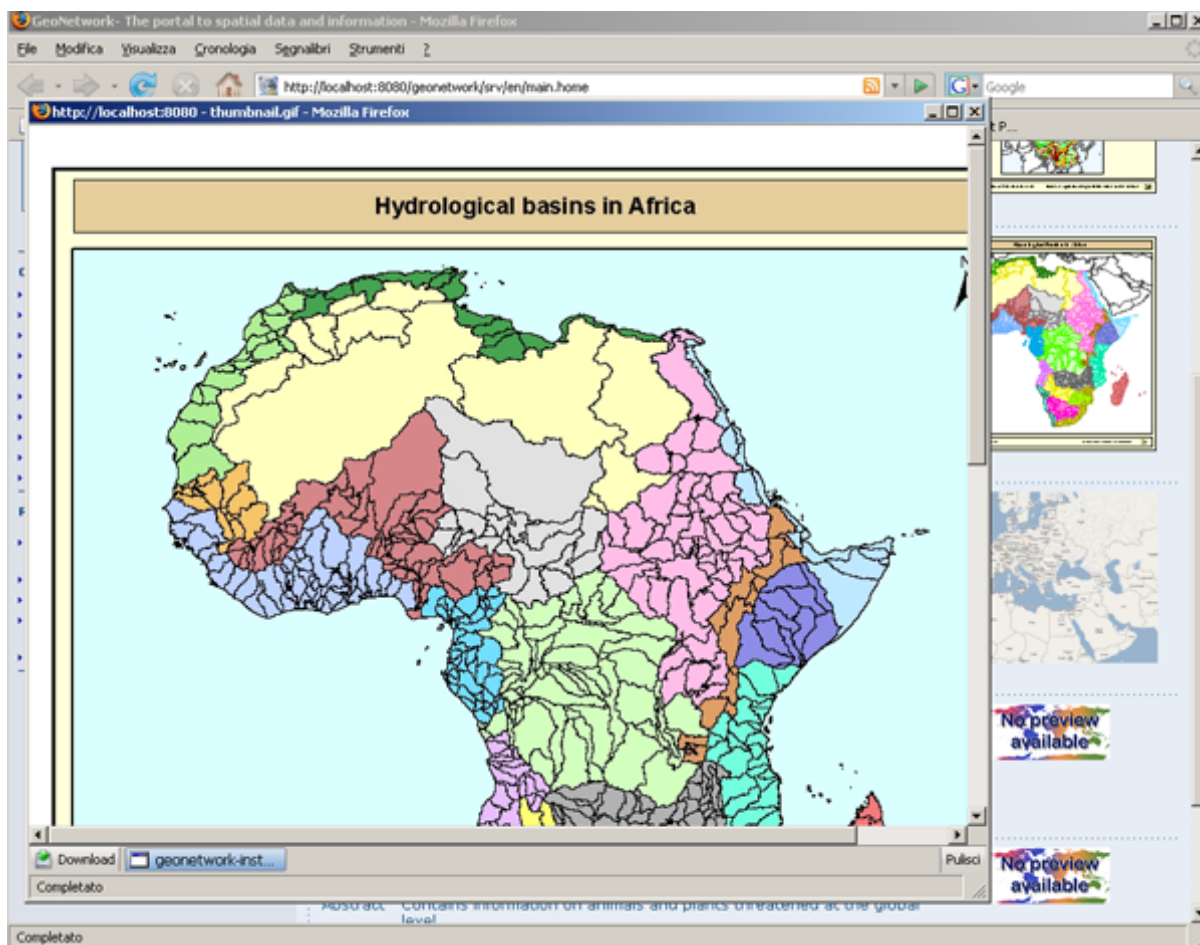 GeoNetwork- The portal to spatial data and information - Mozilla Firefox
File Modifica Visualizza Cronologia Segnalibri Strumenti ?
http://localhost:8080/geonetwork/srv/en/main.home
Google
http://localhost:8080 - thumbnail.gif - Mozilla Firefox
t P...
Hydrological basins in Africa
No preview
available
No preview
available
Download
geonetwork-inst...
Pulisci
Completato
Abstract Contains information on animals and plants threatened at the global
level
Completato